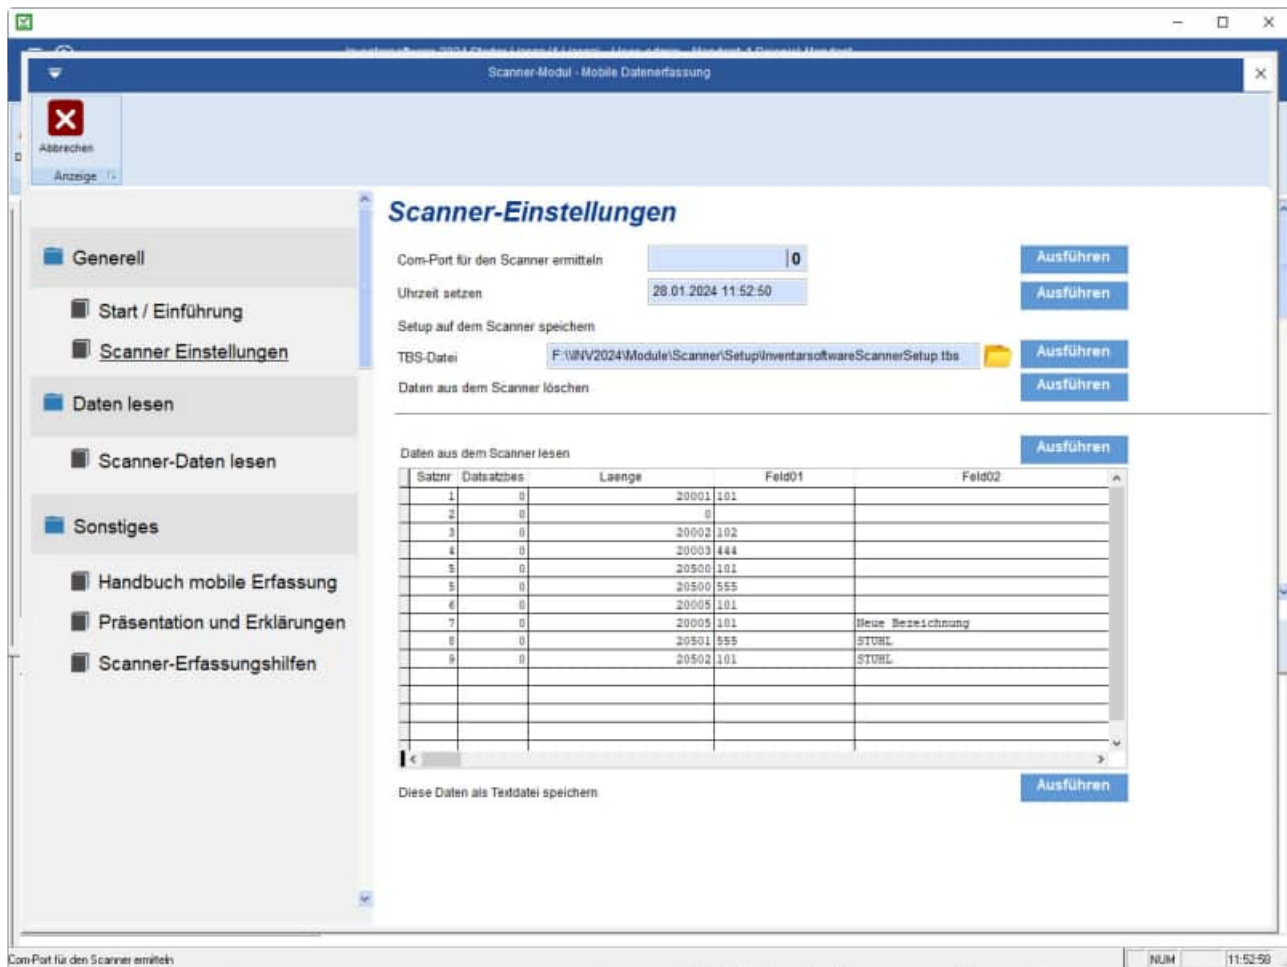 Scanner-Modul - Mobile Datenerfassung
Abbrechen
Anzeige
Generell
Start / Einführung
Scanner Einstellungen
Daten lesen
Scanner-Daten lesen
Sonstiges
Handbuch mobile Erfassung
Präsentation und Erklärungen
Scanner-Erfassungshilfen
Scanner-Einstellungen
Com-Port für den Scanner ermitteln 0 Ausführen
Uhrzeit setzen 28.01.2024 11:52:50 Ausführen
Setup auf dem Scanner speichern
TBS-Datei F:\INV2024\Module\Scanner\Setup\InventarsoftwareScannerSetup.tbs Ausführen
Daten aus dem Scanner löschen Ausführen
Daten aus dem Scanner lesen Ausführen
Satznr Datsatzbes Laenge Feld01 Feld02
1 0 20001 101
2 0 0
3 0 20002 102
4 0 20003 444
5 0 20500 101
5 0 20500 555
6 0 20005 101
7 0 20005 101 Neue Bezeichnung
8 0 20501 555 STUHL
9 0 20502 101 STUHL
Diese Daten als Textdatei speichern Ausführen
Com-Port für den Scanner ermitteln NUM 11:52:58